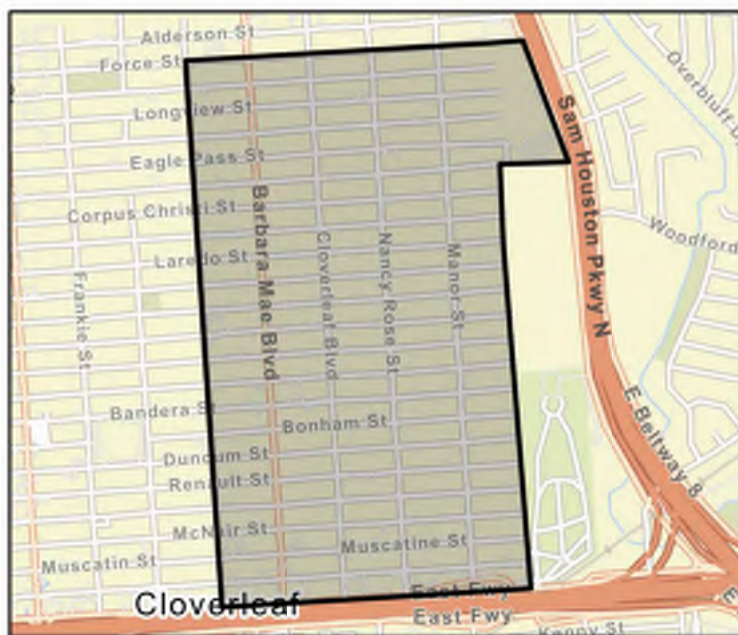 Alderson St
Force St
Longview St
Eagle Pass St
Corpus Christi St
Laredo St
Frankie St
Barbara Mae Blvd
Cloverleaf Blvd
Nancy Rose St
Manor St
Sam Houston Pkwy N
Woodford
Bandera St
Bonham St
E Beltway 8
Duncum St
Renault St
McNair St
Muscatine St
Muscatin St
Cloverleaf
East Fwy
East Fwy
E
Kenny St